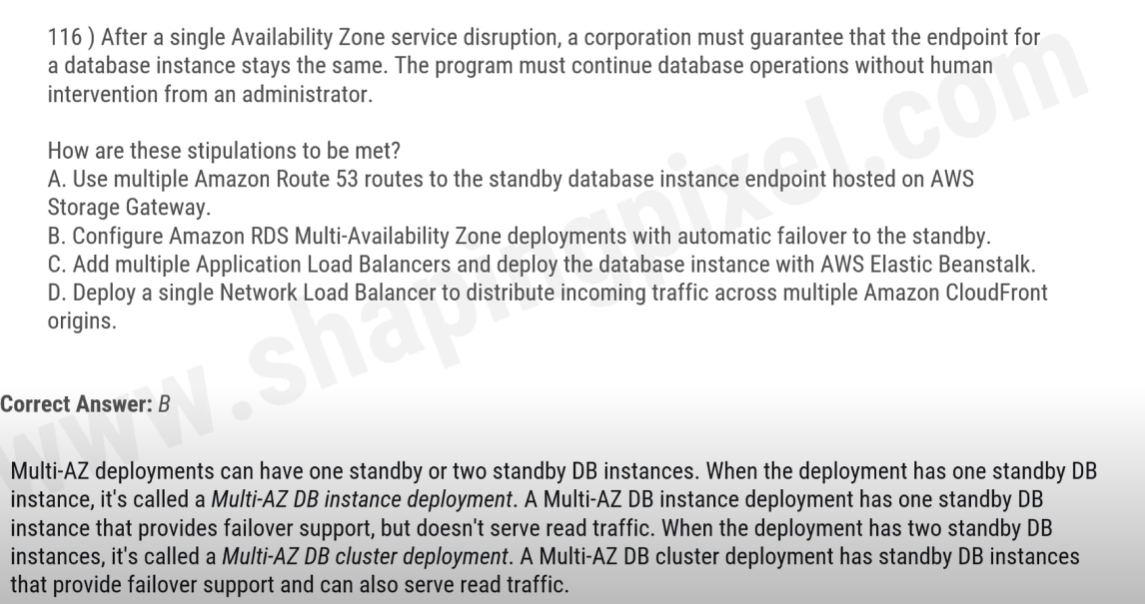 116 ) After a single Availability Zone service disruption, a corporation must guarantee that the endpoint for
a database instance stays the same. The program must continue database operations without human
intervention from an administrator.
How are these stipulations to be met?
A. Use multiple Amazon Route 53 routes to the standby database instance endpoint hosted on AWS
Storage Gateway.
B. Configure Amazon RDS Multi-Availability Zone deployments with automatic failover to the standby.
C. Add multiple Application Load Balancers and deploy the database instance with AWS Elastic Beanstalk.
D. Deploy a single Network Load Balancer to distribute incoming traffic across multiple Amazon CloudFront
origins.
www.shapingpixel.com
Correct Answer: B
Multi-AZ deployments can have one standby or two standby DB instances. When the deployment has one standby DB
instance, it's called a Multi-AZ DB instance deployment. A Multi-AZ DB instance deployment has one standby DB
instance that provides failover support, but doesn't serve read traffic. When the deployment has two standby DB
instances, it's called a Multi-AZ DB cluster deployment. A Multi-AZ DB cluster deployment has standby DB instances
that provide failover support and can also serve read traffic.